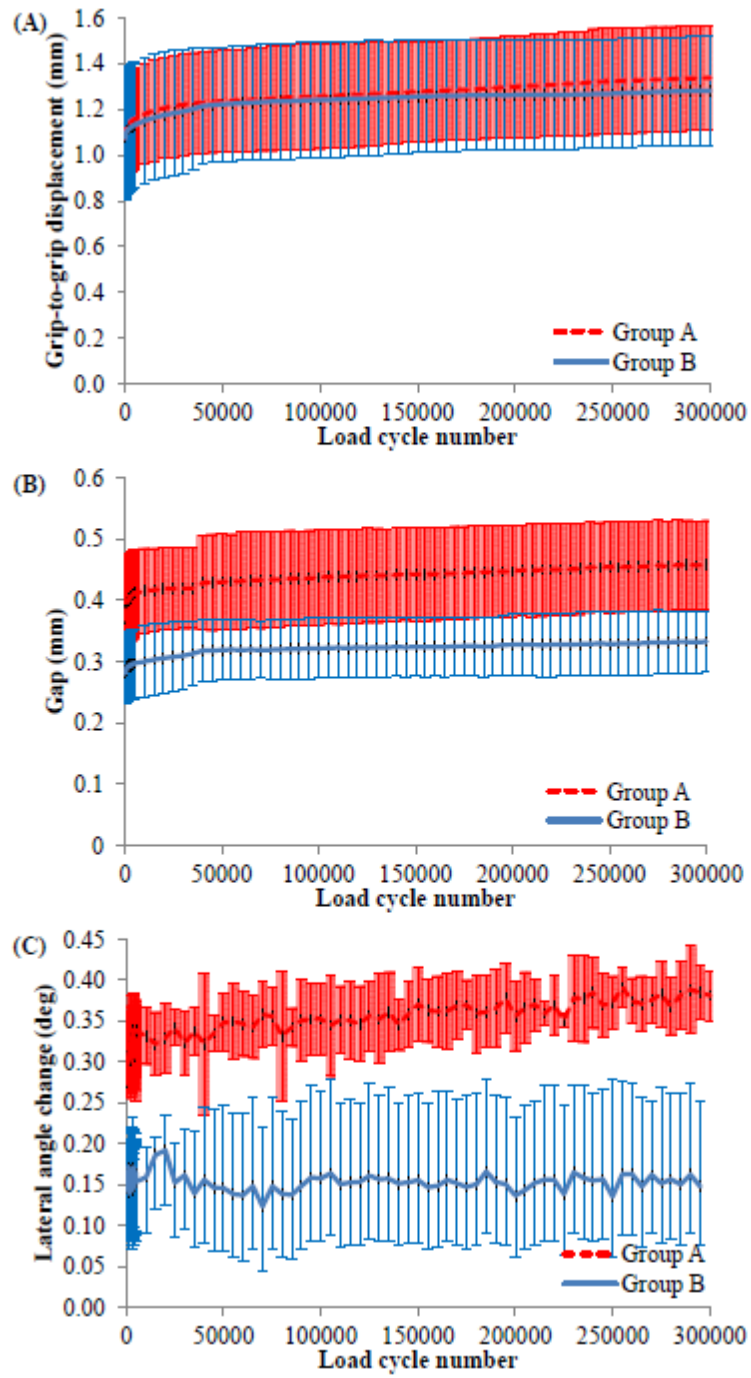 (A)
Grip-to-grip displacement (mm)
1.6
1.4
1.2
1.0
0.8
0.6
0.4
0.2
0.0
Group A
Group B
0 50000 100000 150000 200000 250000 300000
Load cycle number
(B)
Gap (mm)
0.6
0.5
0.4
0.3
0.2
0.1
0
Group A
Group B
0 50000 100000 150000 200000 250000 300000
Load cycle number
(C)
Lateral angle change (deg)
0.45
0.40
0.35
0.30
0.25
0.20
0.15
0.10
0.05
0.00
Group A
Group B
0 50000 100000 150000 200000 250000 300000
Load cycle number